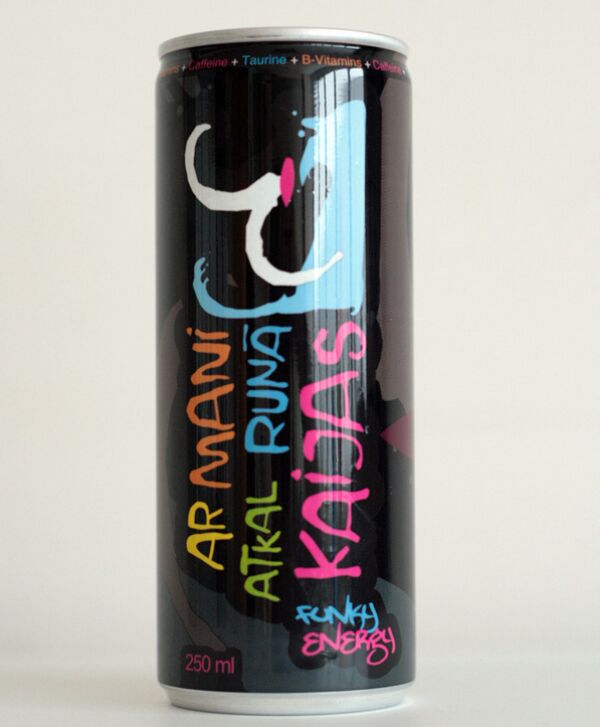 + Caffeine + Taurine + B-Vitamins + Caffeine +
AR MANI
ATKAL RUNĀ
KAIJAS
FUNKY
ENERGY
250 ml